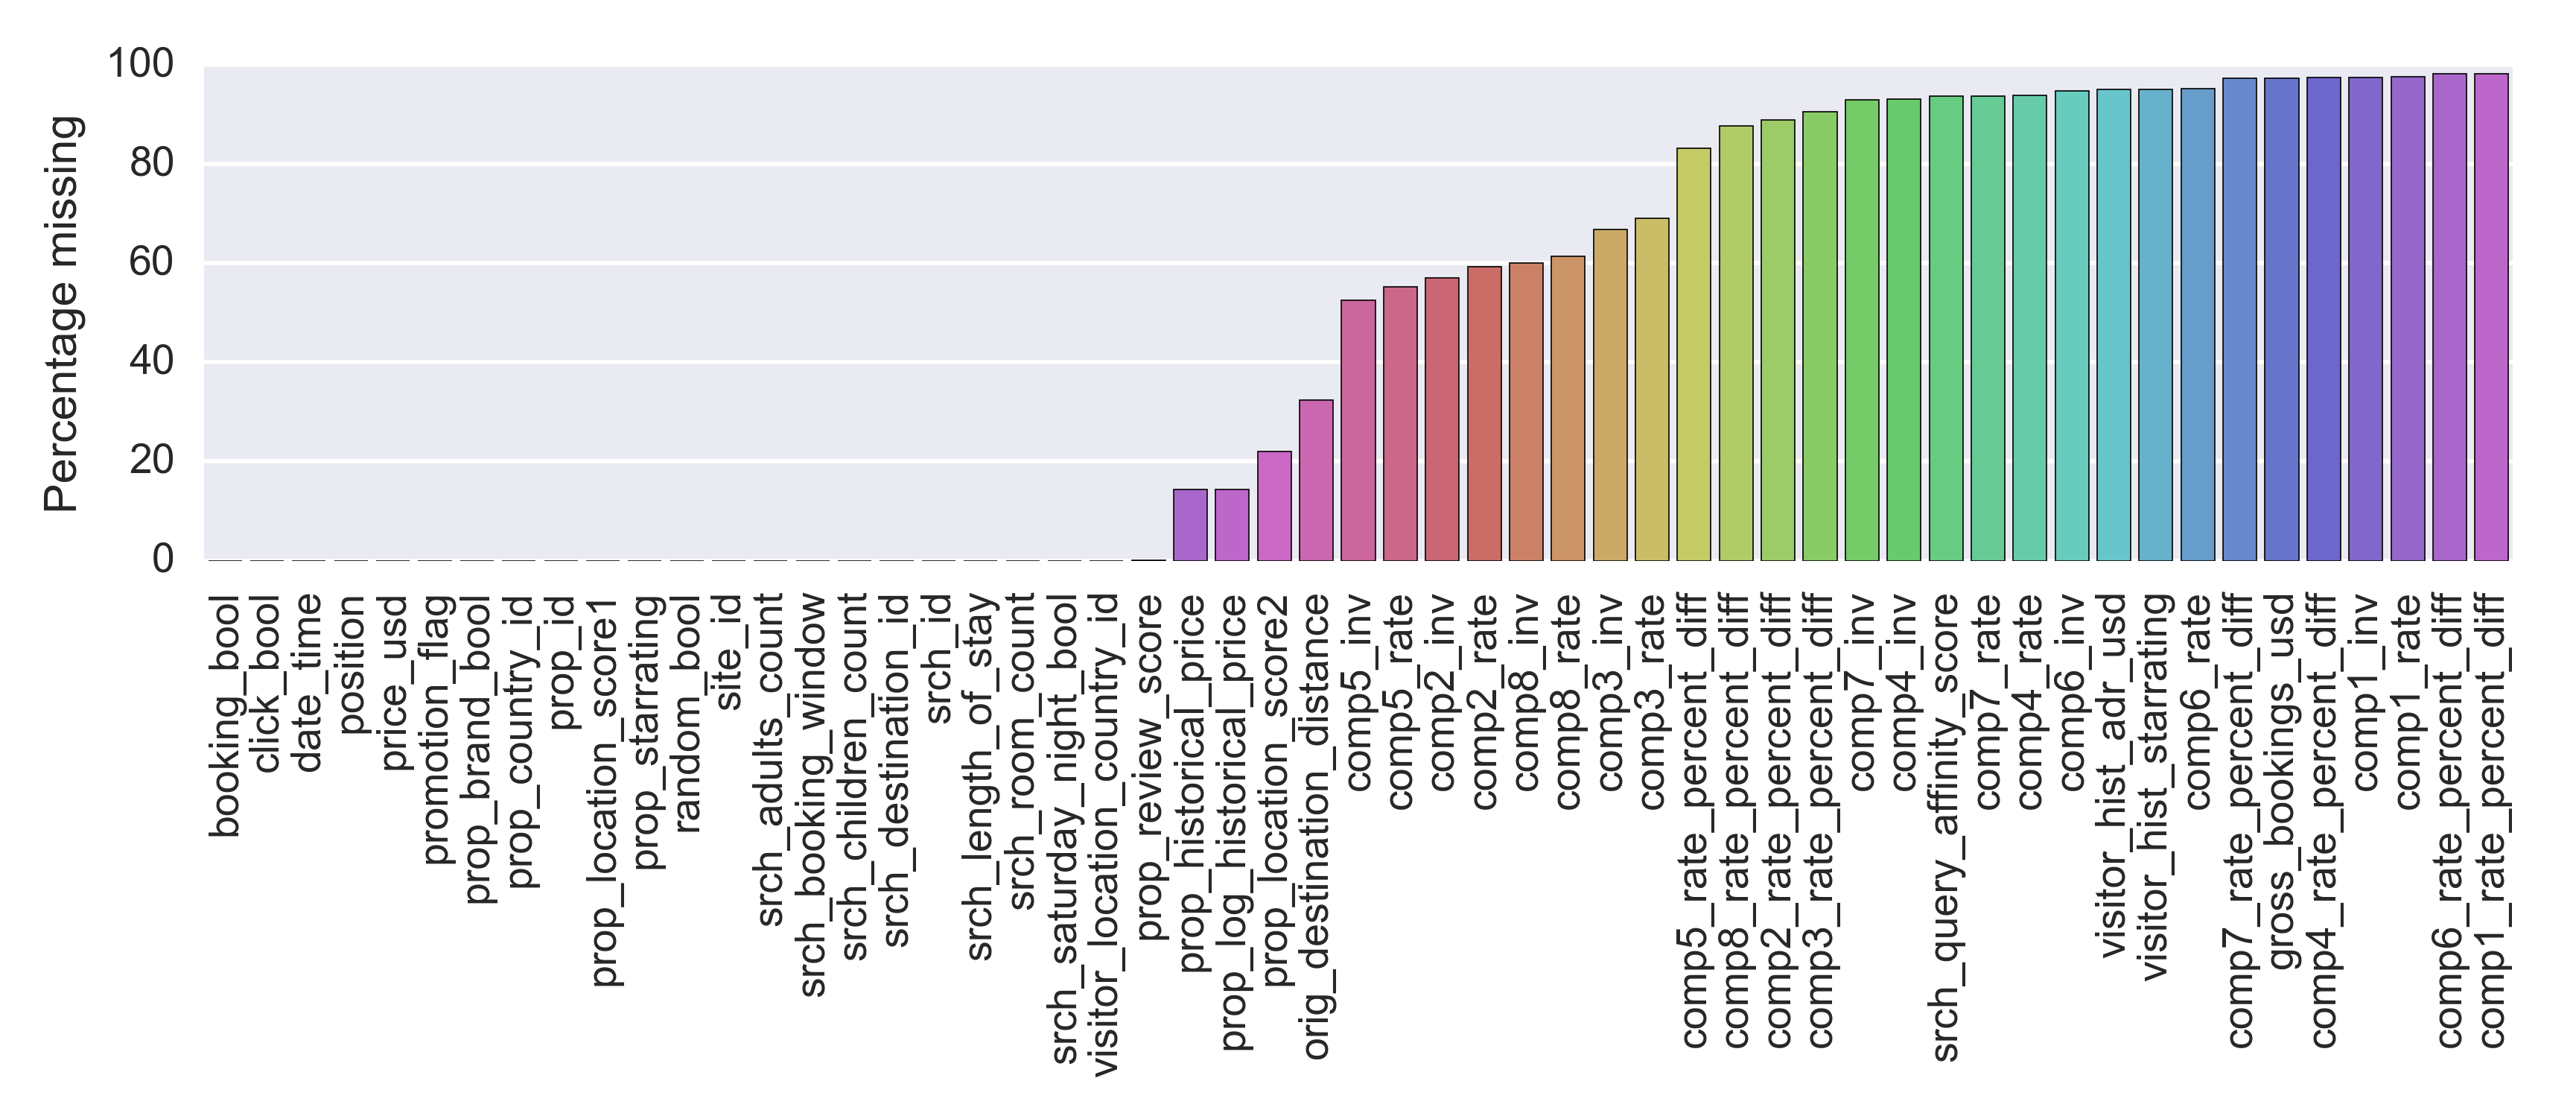 Percentage missing
100
80
60
40
20
0
booking_bool
click_bool
date_time
position
price_usd
promotion_flag
prop_brand_bool
prop_country_id
prop_id
prop_location_score1
prop_starrating
random_bool
site_id
srch_adults_count
srch_booking_window
srch_children_count
srch_destination_id
srch_id
srch_length_of_stay
srch_room_count
srch_saturday_night_bool
visitor_location_country_id
prop_review_score
prop_historical_price
prop_log_historical_price
prop_location_score2
orig_destination_distance
comp5_inv
comp5_rate
comp2_inv
comp2_rate
comp8_inv
comp8_rate
comp3_inv
comp3_rate
comp5_rate_percent_diff
comp8_rate_percent_diff
comp2_rate_percent_diff
comp3_rate_percent_diff
comp7_inv
comp4_inv
srch_query_affinity_score
comp7_rate
comp4_rate
comp6_inv
visitor_hist_adr_usd
visitor_hist_starrating
comp6_rate
comp7_rate_percent_diff
gross_bookings_usd
comp4_rate_percent_diff
comp1_inv
comp1_rate
comp6_rate_percent_diff
comp1_rate_percent_diff